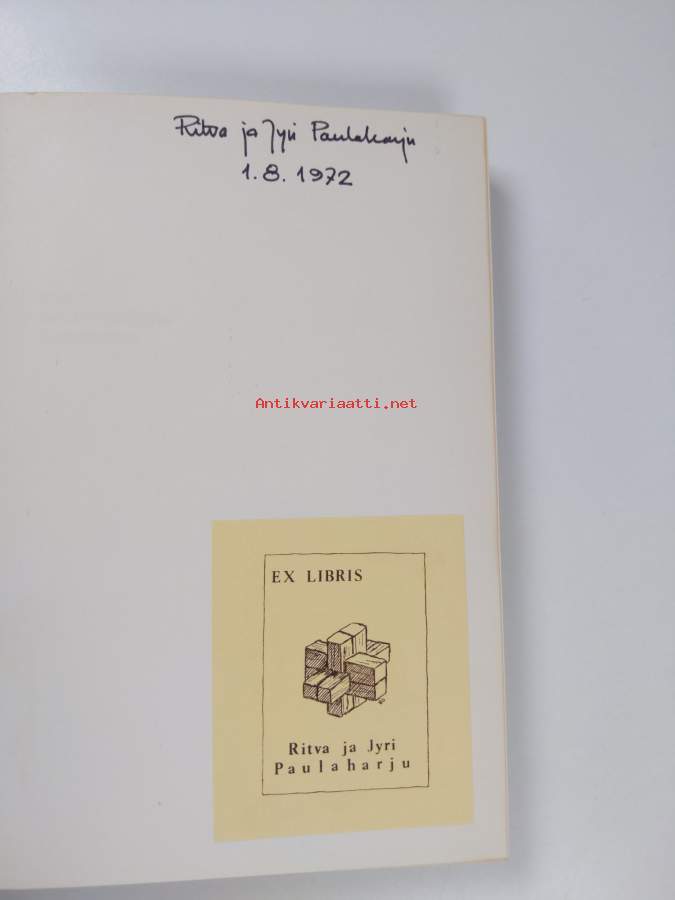 Ritva ja Jyri Paulaharju
1.8.1972
Antikvariaatti.net
EX LIBRIS
Ritva ja Jyri
Paulaharju